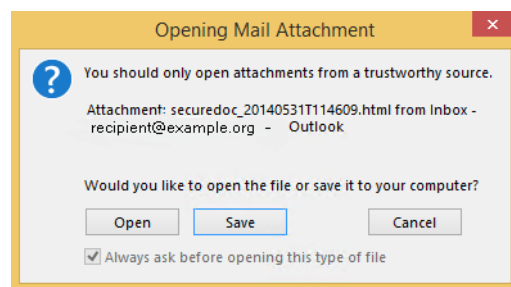 Opening Mail Attachment
You should only open attachments from a trustworthy source.
Attachment: securedoc_20140531T114609.html from Inbox -
recipient@example.org - Outlook
Would you like to open the file or save it to your computer?
Open Save Cancel
Always ask before opening this type of file